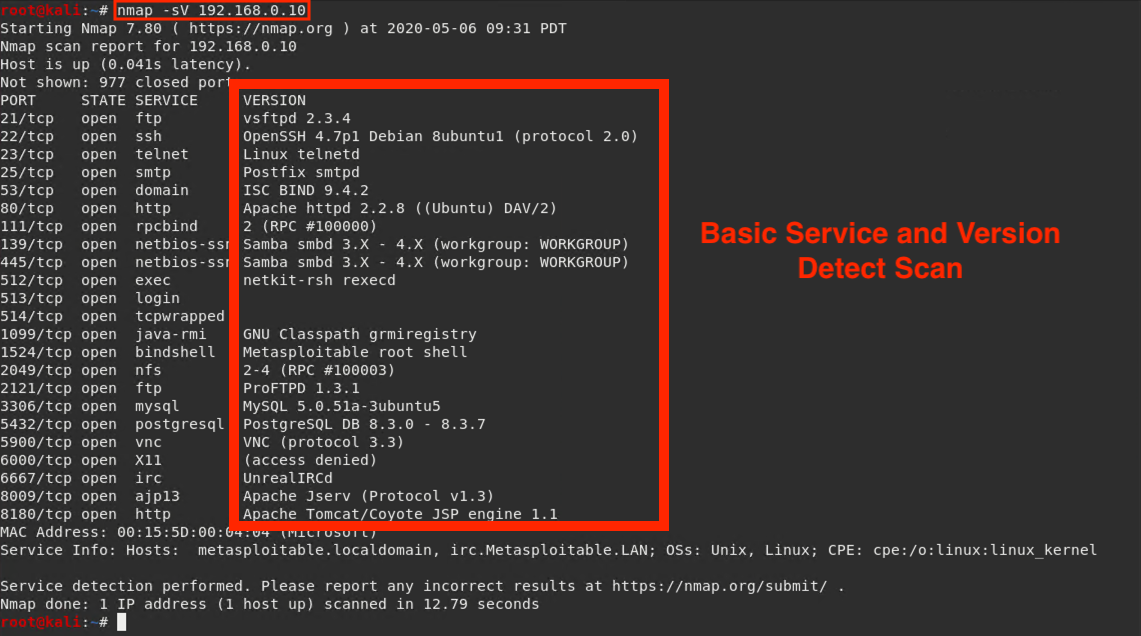 root@kali:~# nmap -sV 192.168.0.10
Starting Nmap 7.80 ( https://nmap.org ) at 2020-05-06 09:31 PDT
Nmap scan report for 192.168.0.10
Host is up (0.041s latency).
Not shown: 977 closed port
PORT     STATE SERVICE     VERSION
21/tcp   open  ftp         vsftpd 2.3.4
22/tcp   open  ssh         OpenSSH 4.7p1 Debian 8ubuntu1 (protocol 2.0)
23/tcp   open  telnet      Linux telnetd
25/tcp   open  smtp        Postfix smtpd
53/tcp   open  domain      ISC BIND 9.4.2
80/tcp   open  http        Apache httpd 2.2.8 ((Ubuntu) DAV/2)
111/tcp  open  rpcbind     2 (RPC #100000)
139/tcp  open  netbios-ssn Samba smbd 3.X - 4.X (workgroup: WORKGROUP)
445/tcp  open  netbios-ssn Samba smbd 3.X - 4.X (workgroup: WORKGROUP)
512/tcp  open  exec        netkit-rsh rexecd
513/tcp  open  login
514/tcp  open  tcpwrapped
1099/tcp open  java-rmi    GNU Classpath grmiregistry
1524/tcp open  bindshell   Metasploitable root shell
2049/tcp open  nfs         2-4 (RPC #100003)
2121/tcp open  ftp         ProFTPD 1.3.1
3306/tcp open  mysql       MySQL 5.0.51a-3ubuntu5
5432/tcp open  postgresql  PostgreSQL DB 8.3.0 - 8.3.7
5900/tcp open  vnc         VNC (protocol 3.3)
6000/tcp open  X11         (access denied)
6667/tcp open  irc         UnrealIRCd
8009/tcp open  ajp13       Apache Jserv (Protocol v1.3)
8180/tcp open  http        Apache Tomcat/Coyote JSP engine 1.1
MAC Address: 00:15:5D:00:04:04 (Microsoft)
Service Info: Hosts:  metasploitable.localdomain, irc.Metasploitable.LAN; OSs: Unix, Linux; CPE: cpe:/o:linux:linux_kernel
Service detection performed. Please report any incorrect results at https://nmap.org/submit/ .
Nmap done: 1 IP address (1 host up) scanned in 12.79 seconds
root@kali:~#
Basic Service and Version
Detect Scan